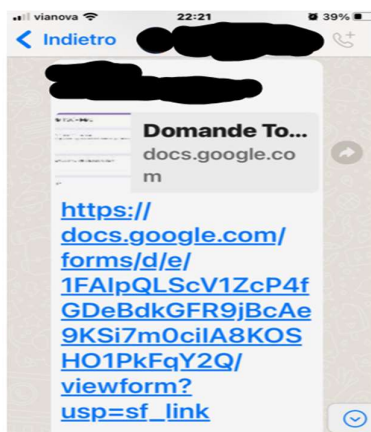 vianova 22:21 39%
Indietro
Domande To...
docs.google.co
m
https://
docs.google.com/
forms/d/e/
1FAIpQLScV1ZcP4f
GDeBdkGFR9jBcAe
9KSi7m0cilA8KOS
HO1PkFqY2Q/
viewform?
usp=sf_link